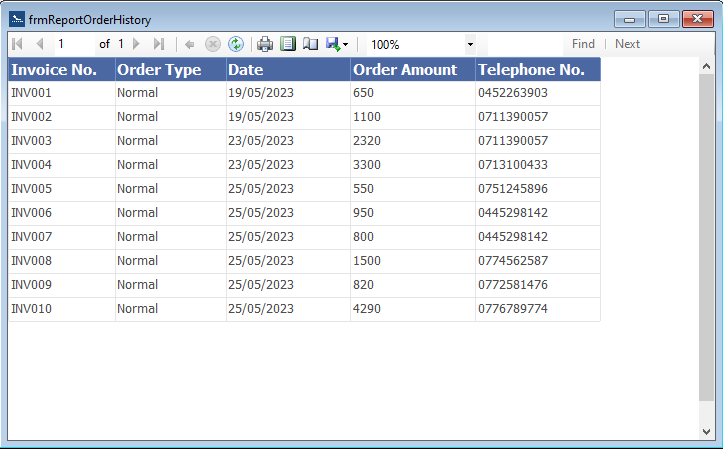 frmReportOrderHistory
1 of 1 100% Find | Next
Invoice No. Order Type Date Order Amount Telephone No.
INV001 Normal 19/05/2023 650 0452263903
INV002 Normal 19/05/2023 1100 0711390057
INV003 Normal 23/05/2023 2320 0711390057
INV004 Normal 23/05/2023 3300 0713100433
INV005 Normal 25/05/2023 550 0751245896
INV006 Normal 25/05/2023 950 0445298142
INV007 Normal 25/05/2023 800 0445298142
INV008 Normal 25/05/2023 1500 0774562587
INV009 Normal 25/05/2023 820 0772581476
INV010 Normal 25/05/2023 4290 0776789774